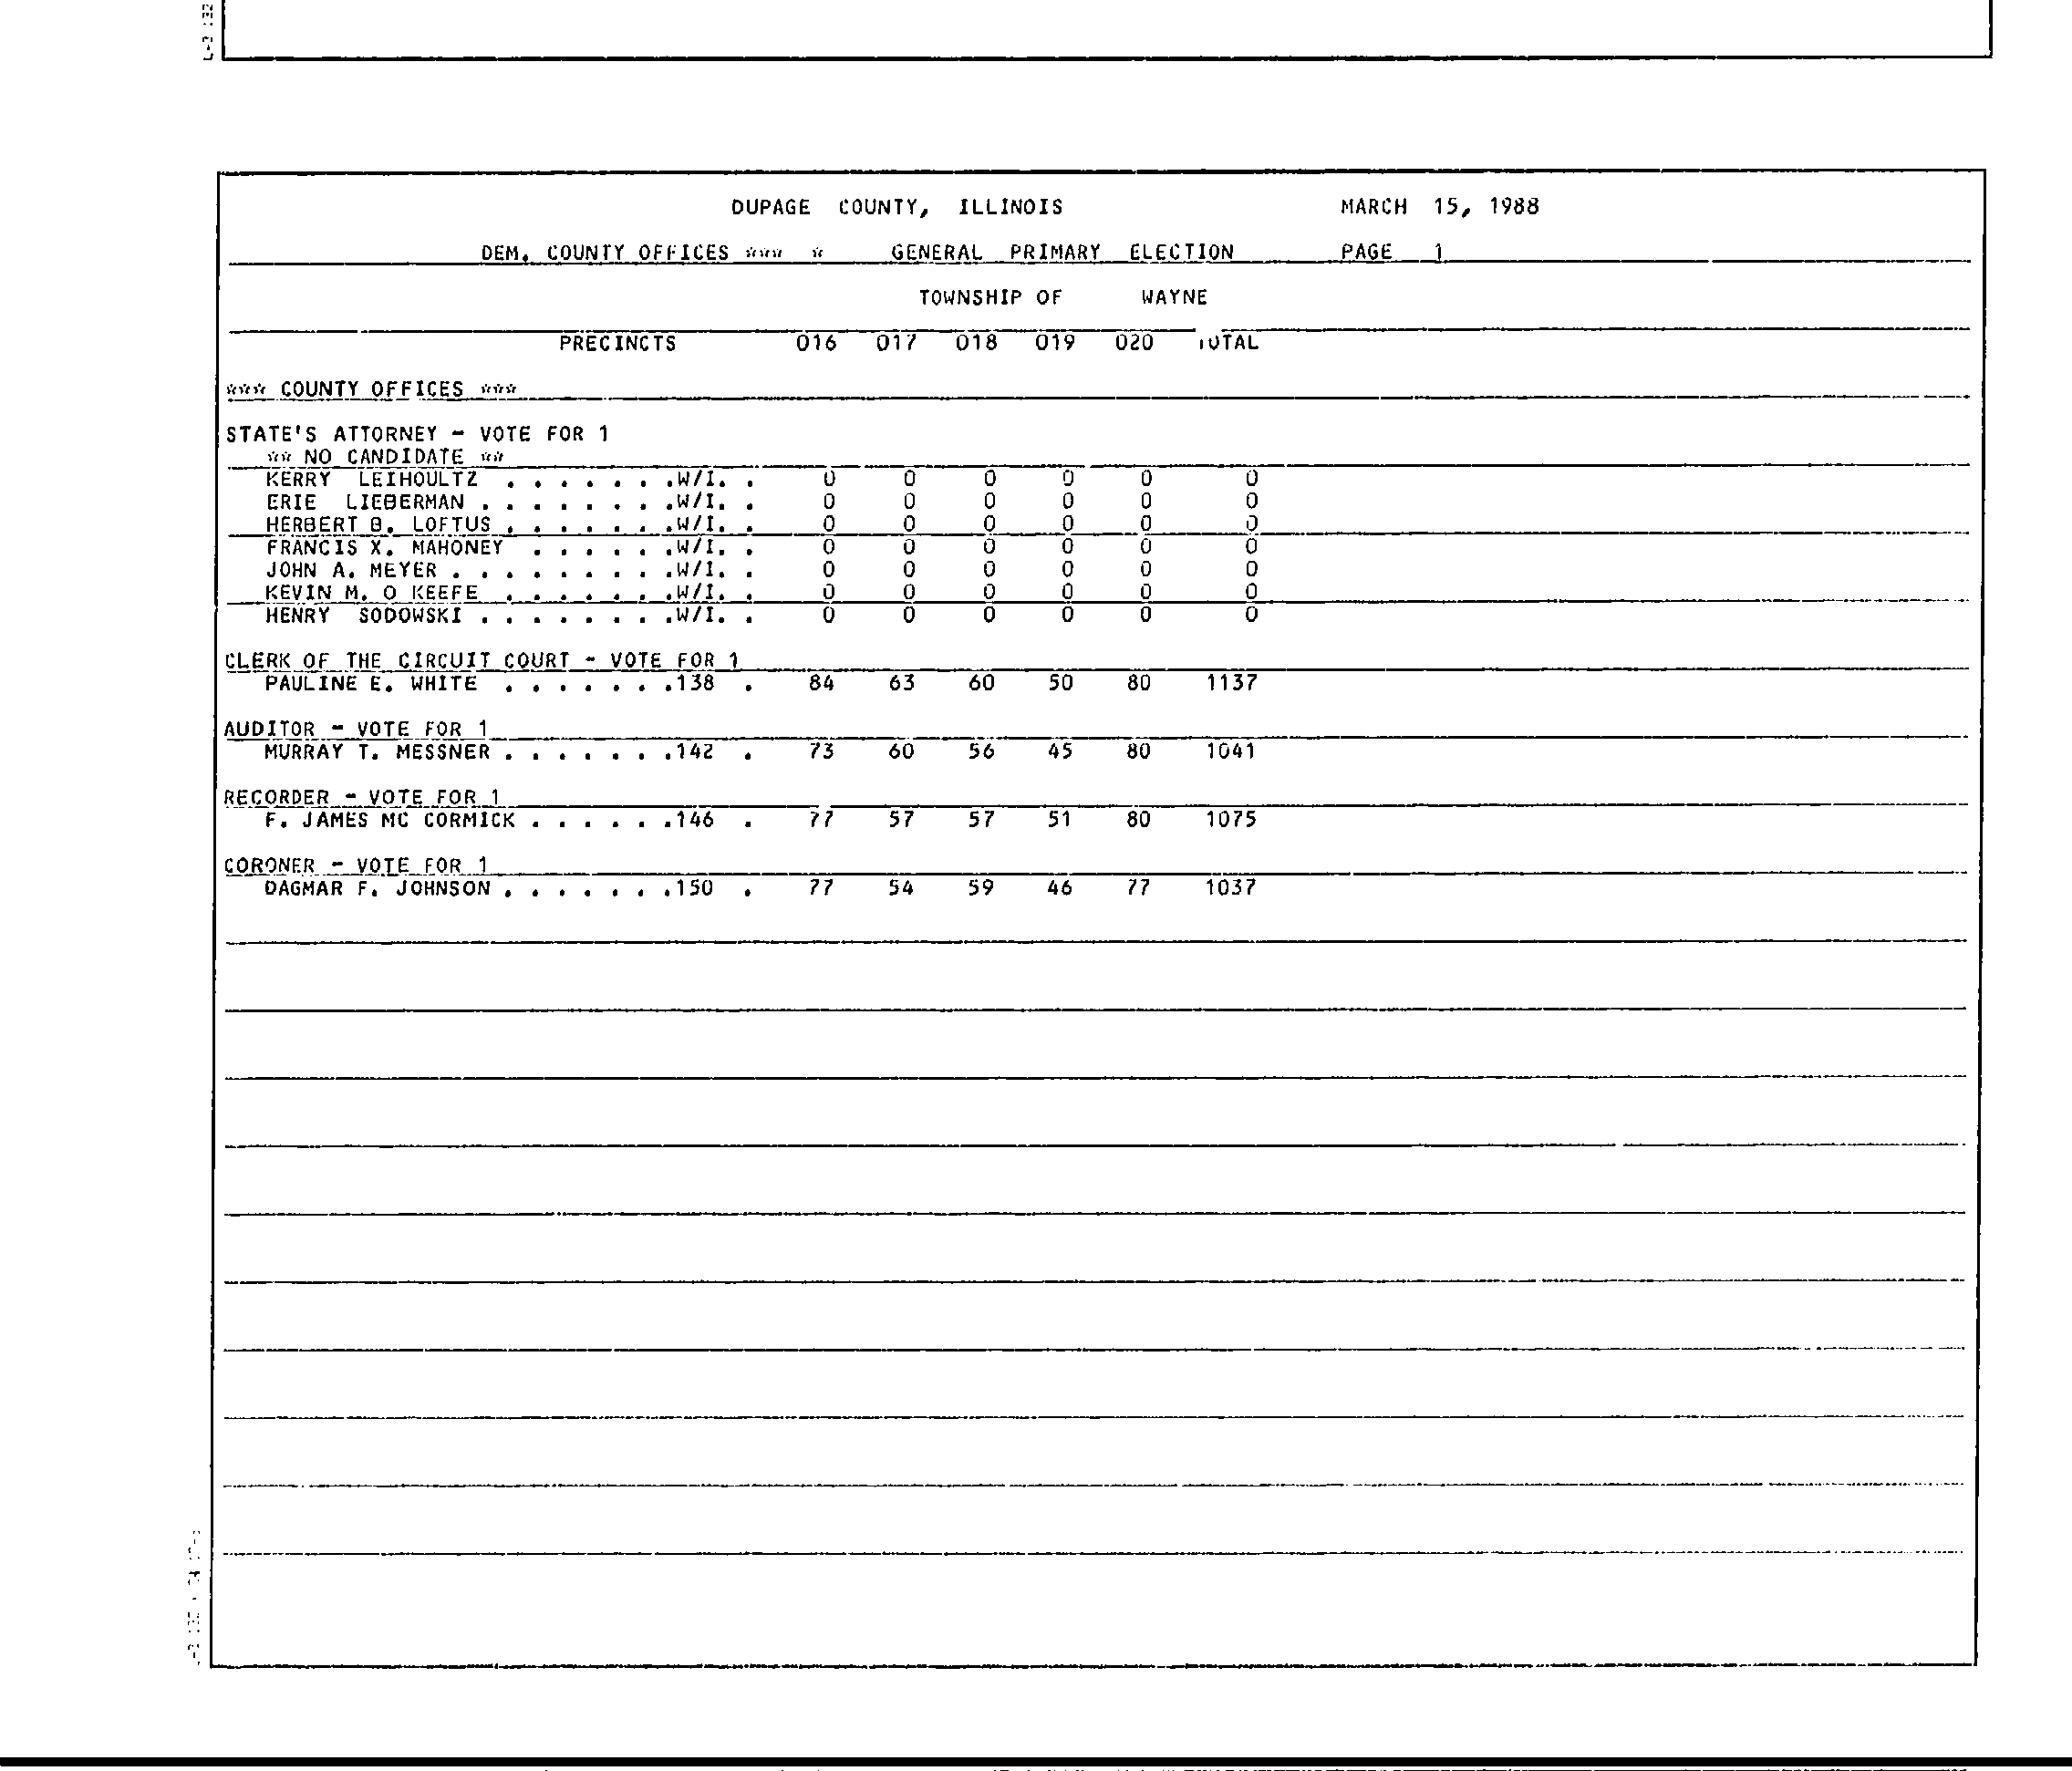 DUPAGE COUNTY, ILLINOIS MARCH 15, 1988
DEM. COUNTY OFFICES *** * GENERAL PRIMARY ELECTION PAGE 1
TOWNSHIP OF WAYNE
PRECINCTS 016 017 018 019 020 TOTAL
*** COUNTY OFFICES ***
STATE'S ATTORNEY - VOTE FOR 1
** NO CANDIDATE **
KERRY LEIHOULTZ . . . . . . .W/I. . 0 0 0 0 0 0
ERIE LIEBERMAN . . . . . . . .W/I. . 0 0 0 0 0 0
HERBERT B. LOFTUS . . . . . . .W/I. . 0 0 0 0 0 0
FRANCIS X. MAHONEY . . . . . .W/I. . 0 0 0 0 0 0
JOHN A. MEYER . . . . . . . . .W/I. . 0 0 0 0 0 0
KEVIN M. O KEEFE . . . . . . .W/I. . 0 0 0 0 0 0
HENRY SODOWSKI . . . . . . . .W/I. . 0 0 0 0 0 0
CLERK OF THE CIRCUIT COURT - VOTE FOR 1
PAULINE E. WHITE . . . . . . .138 . 84 63 60 50 80 1137
AUDITOR - VOTE FOR 1
MURRAY T. MESSNER . . . . . . .142 . 73 60 56 45 80 1041
RECORDER - VOTE FOR 1
F. JAMES MC CORMICK . . . . . .146 . 77 57 57 51 80 1075
CORONER - VOTE FOR 1
DAGMAR F. JOHNSON . . . . . . .150 . 77 54 59 46 77 1037